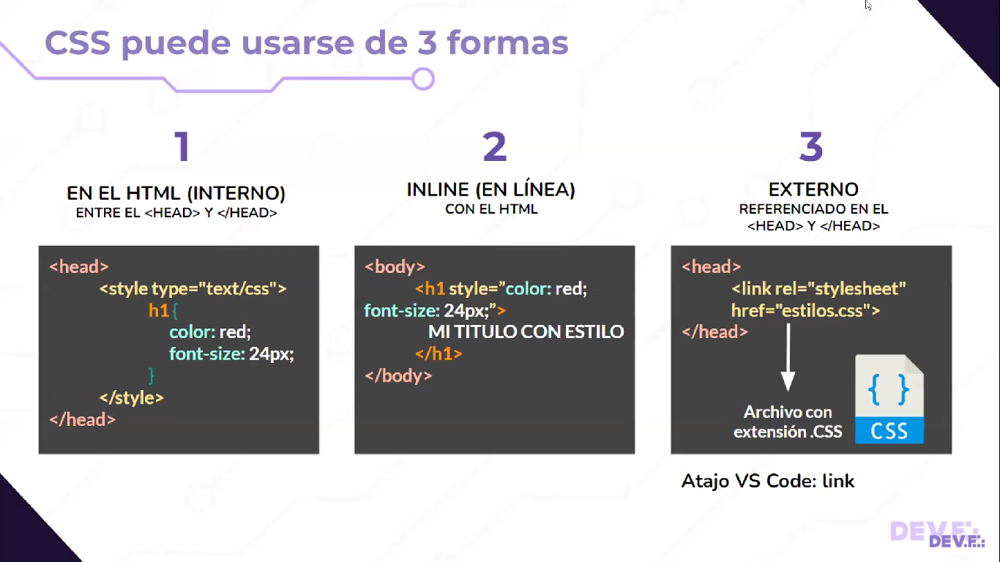 CSS puede usarse de 3 formas
1
EN EL HTML (INTERNO)
ENTRE EL <HEAD> Y </HEAD>
<head>
<style type="text/css">
h1{
color: red;
font-size: 24px;
}
</style>
</head>
2
INLINE (EN LÍNEA)
CON EL HTML
<body>
<h1 style=”color: red;
font-size: 24px;”>
MI TITULO CON ESTILO
</h1>
</body>
3
EXTERNO
REFERENCIADO EN EL
<HEAD> Y </HEAD>
<head>
<link rel="stylesheet"
href="estilos.css">
</head>
Archivo con
extensión .CSS
{ }
CSS
Atajo VS Code: link
DEV.F.:
DEV.F.: